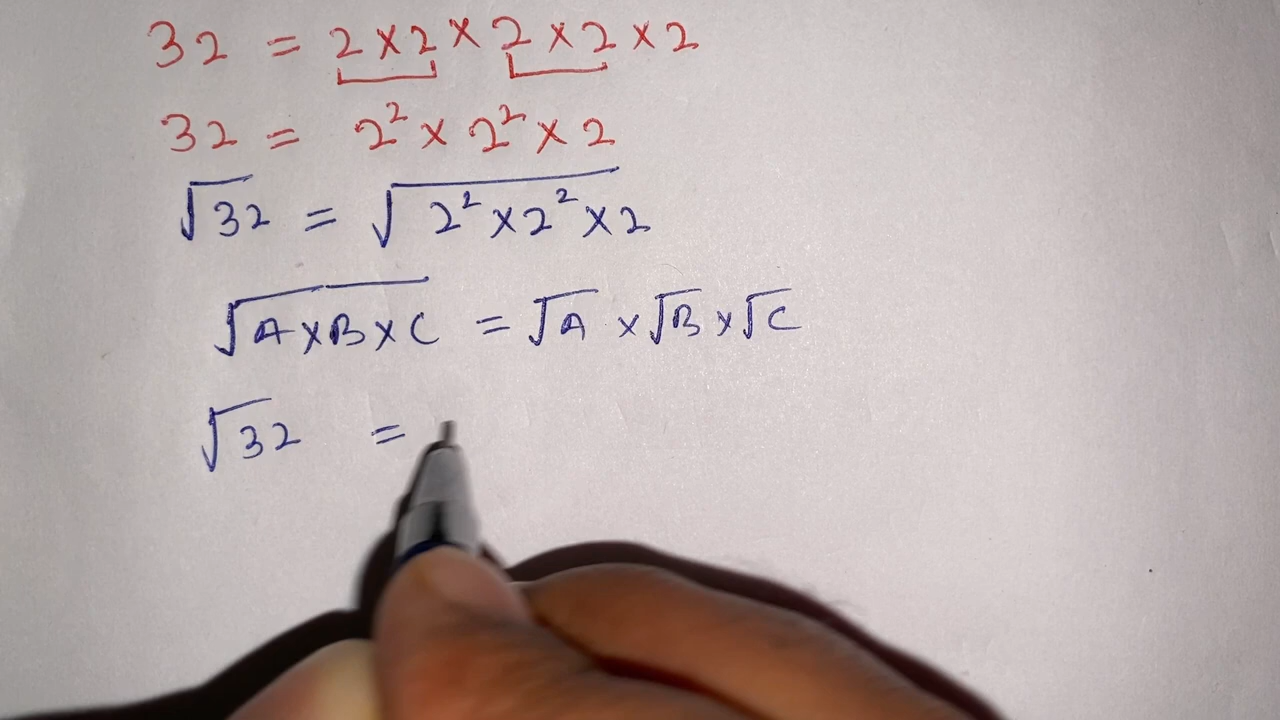 32 = 2 × 2 × 2 × 2 × 2
32 = 2² × 2² × 2
√32 = √2² × 2² × 2
√A × B × C = √A × √B × √C
√32 =